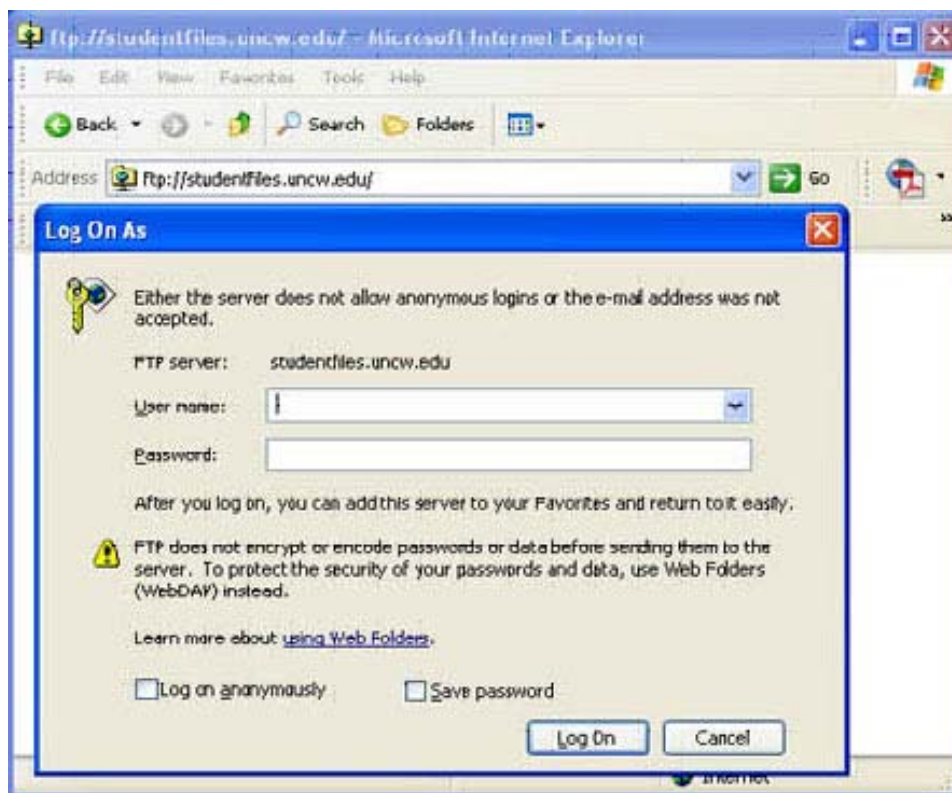 ftp://studentfiles.uncw.edu/ - Microsoft Internet Explorer
File Edit View Favorites Tools Help
Back Search Folders
Address ftp://studentfiles.uncw.edu/ Go
»
Log On As
Either the server does not allow anonymous logins or the e-mail address was not
accepted.
FTP server: studentfiles.uncw.edu
User name:
Password:
After you log on, you can add this server to your Favorites and return to it easily.
FTP does not encrypt or encode passwords or data before sending them to the
server. To protect the security of your passwords and data, use Web Folders
(WebDAV) instead.
Learn more about using Web Folders.
Log on anonymously Save password
Log On Cancel
Internet